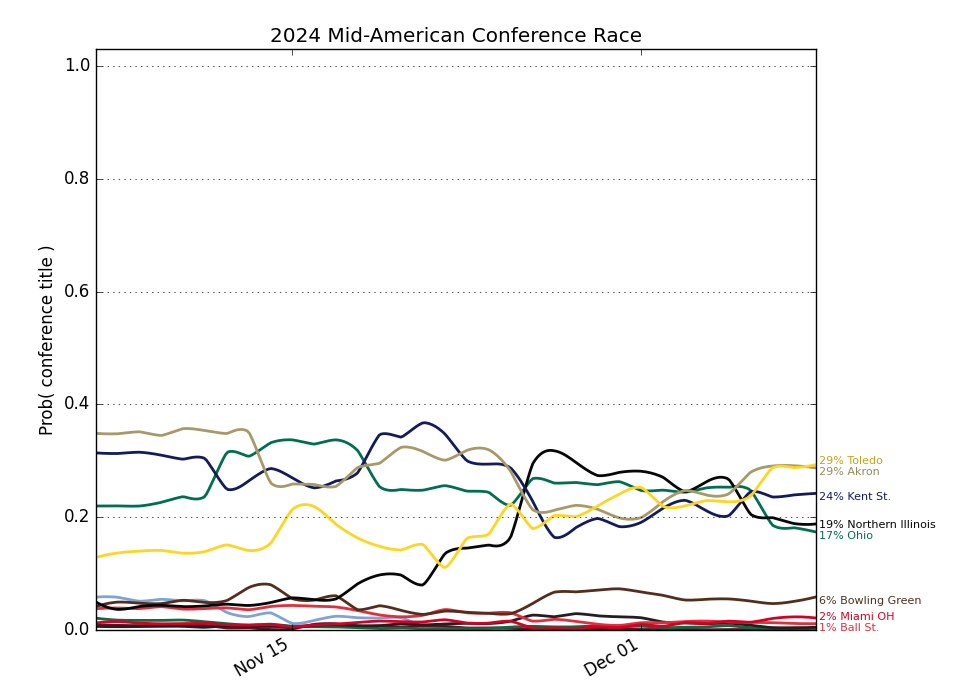 2024 Mid-American Conference Race
Prob( conference title )
1.0
0.8
0.6
0.4
0.2
0.0
Nov 15
Dec 01
29% Toledo
29% Akron
24% Kent St.
19% Northern Illinois
17% Ohio
6% Bowling Green
2% Miami OH
1% Ball St.